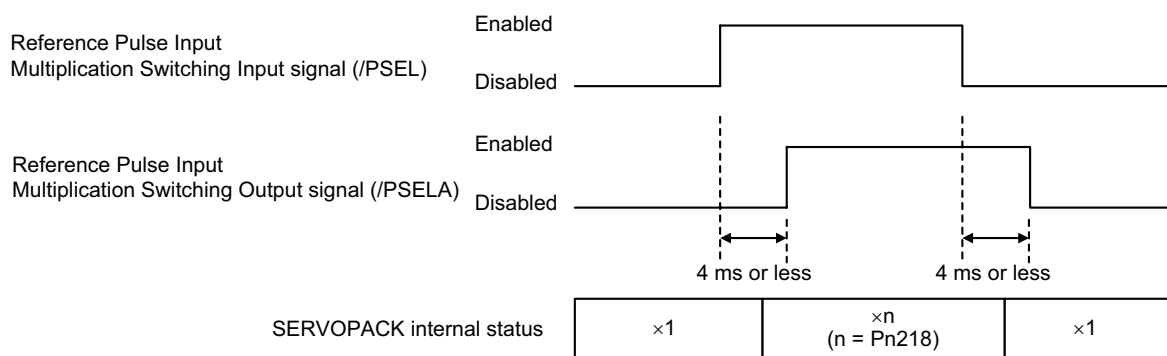 Enabled
Reference Pulse Input
Multiplication Switching Input signal (/PSEL)
Disabled
Enabled
Reference Pulse Input
Multiplication Switching Output signal (/PSELA)
Disabled
4 ms or less
4 ms or less
SERVOPACK internal status
×1
×n
(n = Pn218)
×1